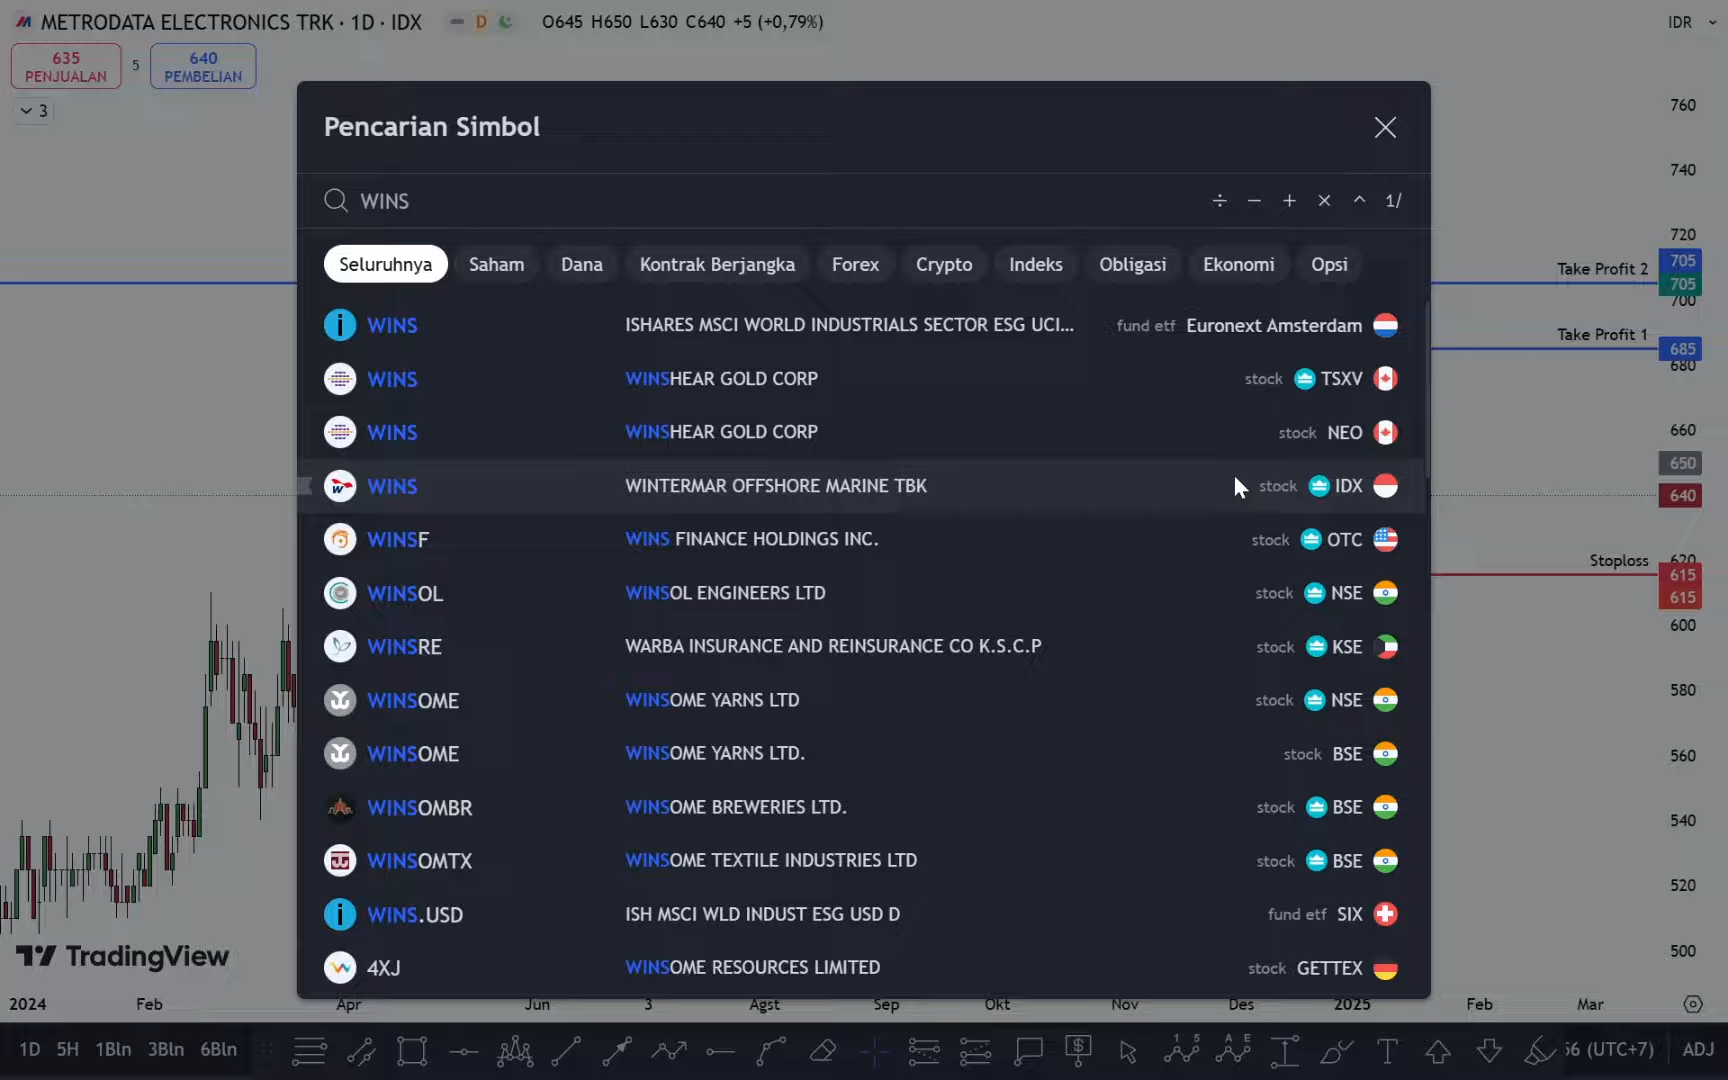 METRODATA ELECTRONICS TRK · 1D · IDX D O645 H650 L630 C640 +5 (+0,79%) IDR
635 PENJUALAN 5 640 PEMBELIAN
3
Pencarian Simbol
WINS ÷ − + × ^ 1/
Seluruhnya Saham Dana Kontrak Berjangka Forex Crypto Indeks Obligasi Ekonomi Opsi
WINS ISHARES MSCI WORLD INDUSTRIALS SECTOR ESG UCI... fund etf Euronext Amsterdam
WINS WINSHEAR GOLD CORP stock TSXV
WINS WINSHEAR GOLD CORP stock NEO
WINS WINTERMAR OFFSHORE MARINE TBK stock IDX
WINSF WINS FINANCE HOLDINGS INC. stock OTC
WINSOL WINSOL ENGINEERS LTD stock NSE
WINSRE WARBA INSURANCE AND REINSURANCE CO K.S.C.P stock KSE
WINSOME WINSOME YARNS LTD stock NSE
WINSOME WINSOME YARNS LTD. stock BSE
WINSOMBR WINSOME BREWERIES LTD. stock BSE
WINSOMTX WINSOME TEXTILE INDUSTRIES LTD stock BSE
WINS.USD ISH MSCI WLD INDUST ESG USD D fund etf SIX
4XJ WINSOME RESOURCES LIMITED stock GETTEX
760
740
720
Take Profit 2 705
705
700
Take Profit 1 685
680
660
650
640
620
Stoploss 615
615
600
580
560
540
520
500
TradingView
2024 Feb Apr Jun 3 Agst Sep Okt Nov Des 2025 Feb Mar
1D 5H 1Bln 3Bln 6Bln 56 (UTC+7) ADJ